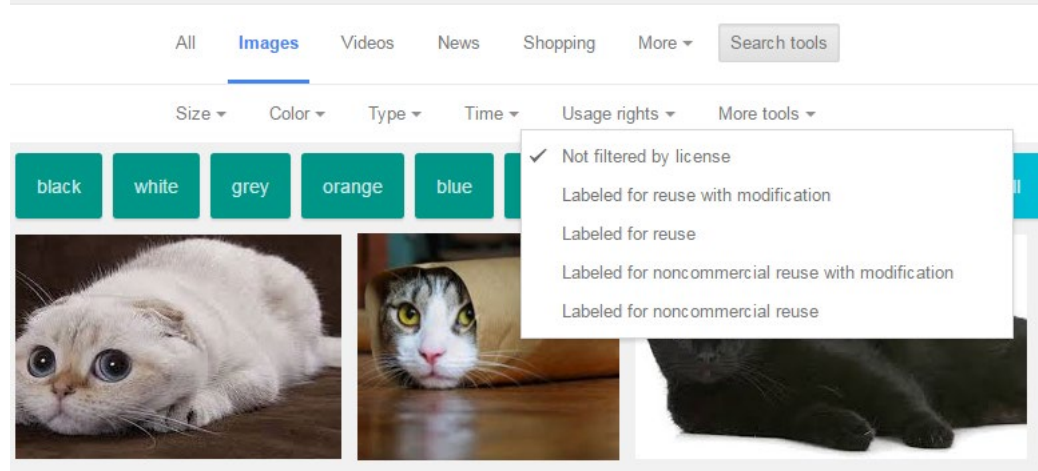 All Images Videos News Shopping More Search tools
Size Color Type Time Usage rights More tools
Not filtered by license
black white grey orange blue
Labeled for reuse with modification
Labeled for reuse
Labeled for noncommercial reuse with modification
Labeled for noncommercial reuse